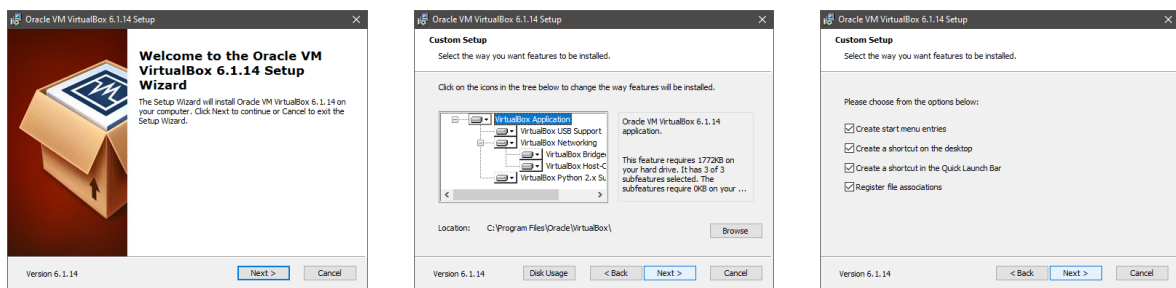 Oracle VM VirtualBox 6.1.14 Setup
Welcome to the Oracle VM
VirtualBox 6.1.14 Setup
Wizard
The Setup Wizard will install Oracle VM VirtualBox 6.1.14 on
your computer. Click Next to continue or Cancel to exit the
Setup Wizard.
Version 6.1.14
Next >
Cancel
Oracle VM VirtualBox 6.1.14 Setup
Custom Setup
Select the way you want features to be installed.
Click on the icons in the tree below to change the way features will be installed.
VirtualBox Application
VirtualBox USB Support
VirtualBox Networking
VirtualBox Bridge
VirtualBox Host-C
VirtualBox Python 2.x Su
Oracle VM VirtualBox 6.1.14
application.
This feature requires 1772KB on
your hard drive. It has 3 of 3
subfeatures selected. The
subfeatures require 0KB on your ...
Location: C:\Program Files\Oracle\VirtualBox\
Browse
Version 6.1.14
Disk Usage
< Back
Next >
Cancel
Oracle VM VirtualBox 6.1.14 Setup
Custom Setup
Select the way you want features to be installed.
Please choose from the options below:
Create start menu entries
Create a shortcut on the desktop
Create a shortcut in the Quick Launch Bar
Register file associations
Version 6.1.14
< Back
Next >
Cancel